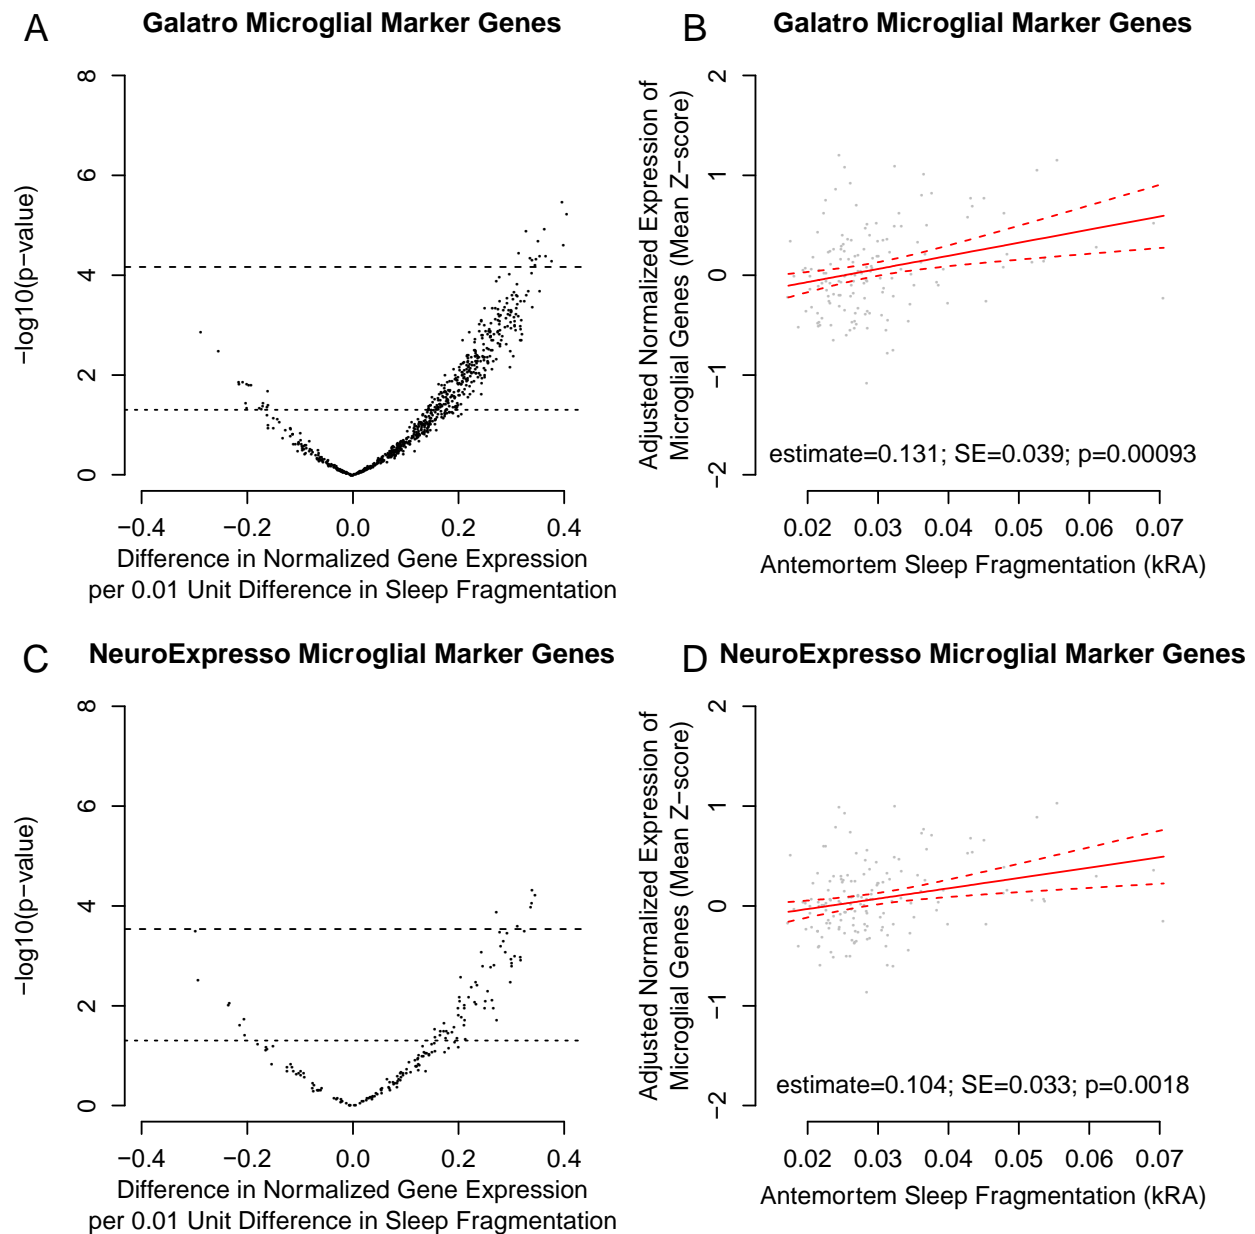 A
Galatro Microglial Marker Genes
8
6
4
2
0
−log10(p−value)
−0.4
−0.2
0.0
0.2
0.4
Difference in Normalized Gene Expression
per 0.01 Unit Difference in Sleep Fragmentation
B
Galatro Microglial Marker Genes
Adjusted Normalized Expression of
Microglial Genes (Mean Z−score)
2
1
0
−1
−2
estimate=0.131; SE=0.039; p=0.00093
0.02
0.03
0.04
0.05
0.06
0.07
Antemortem Sleep Fragmentation (kRA)
C
NeuroExpresso Microglial Marker Genes
8
6
4
2
0
−log10(p−value)
−0.4
−0.2
0.0
0.2
0.4
Difference in Normalized Gene Expression
per 0.01 Unit Difference in Sleep Fragmentation
D
NeuroExpresso Microglial Marker Genes
Adjusted Normalized Expression of
Microglial Genes (Mean Z−score)
2
1
0
−1
−2
estimate=0.104; SE=0.033; p=0.0018
0.02
0.03
0.04
0.05
0.06
0.07
Antemortem Sleep Fragmentation (kRA)